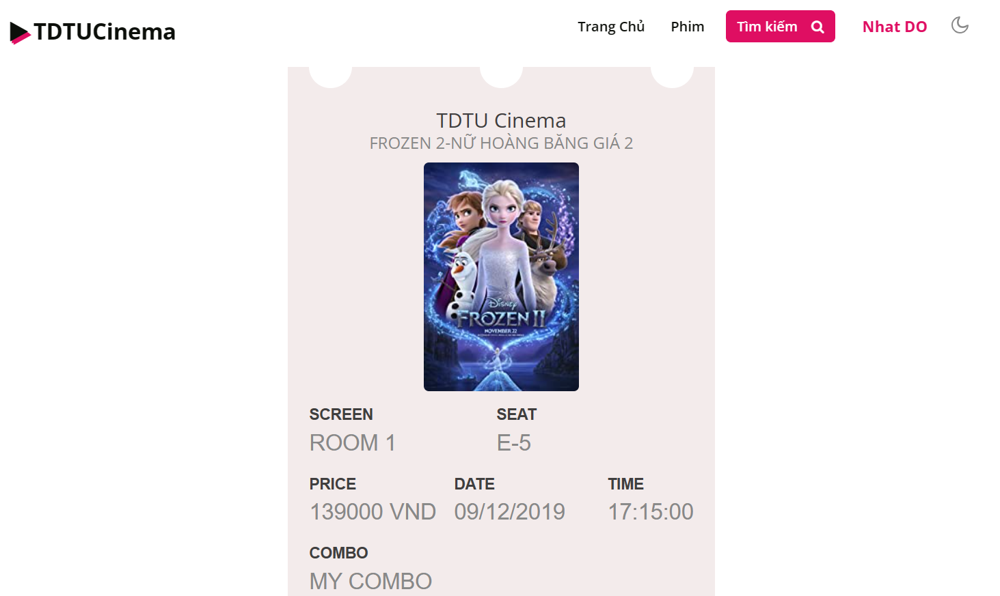 TDTUCinema
Trang Chủ Phim Tìm kiếm Nhat DO
TDTU Cinema
FROZEN 2-NỮ HOÀNG BĂNG GIÁ 2
DISNEY
FROZEN II
NOVEMBER 22
SCREEN SEAT
ROOM 1 E-5
PRICE DATE TIME
139000 VND 09/12/2019 17:15:00
COMBO
MY COMBO